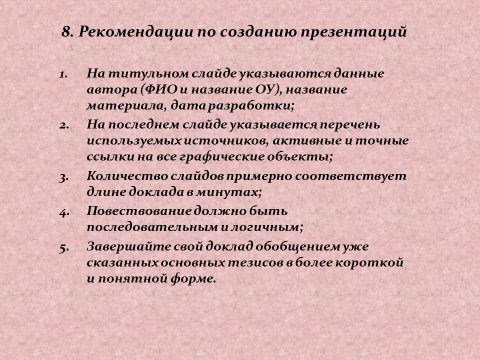 8. Рекомендации по созданию презентаций
1. На титульном слайде указываются данные
автора (ФИО и название ОУ), название
материала, дата разработки;
2. На последнем слайде указывается перечень
используемых источников, активные и точные
ссылки на все графические объекты;
3. Количество слайдов примерно соответствует
длине доклада в минутах;
4. Повествование должно быть
последовательным и логичным;
5. Завершайте свой доклад обобщением уже
сказанных основных тезисов в более короткой
и понятной форме.